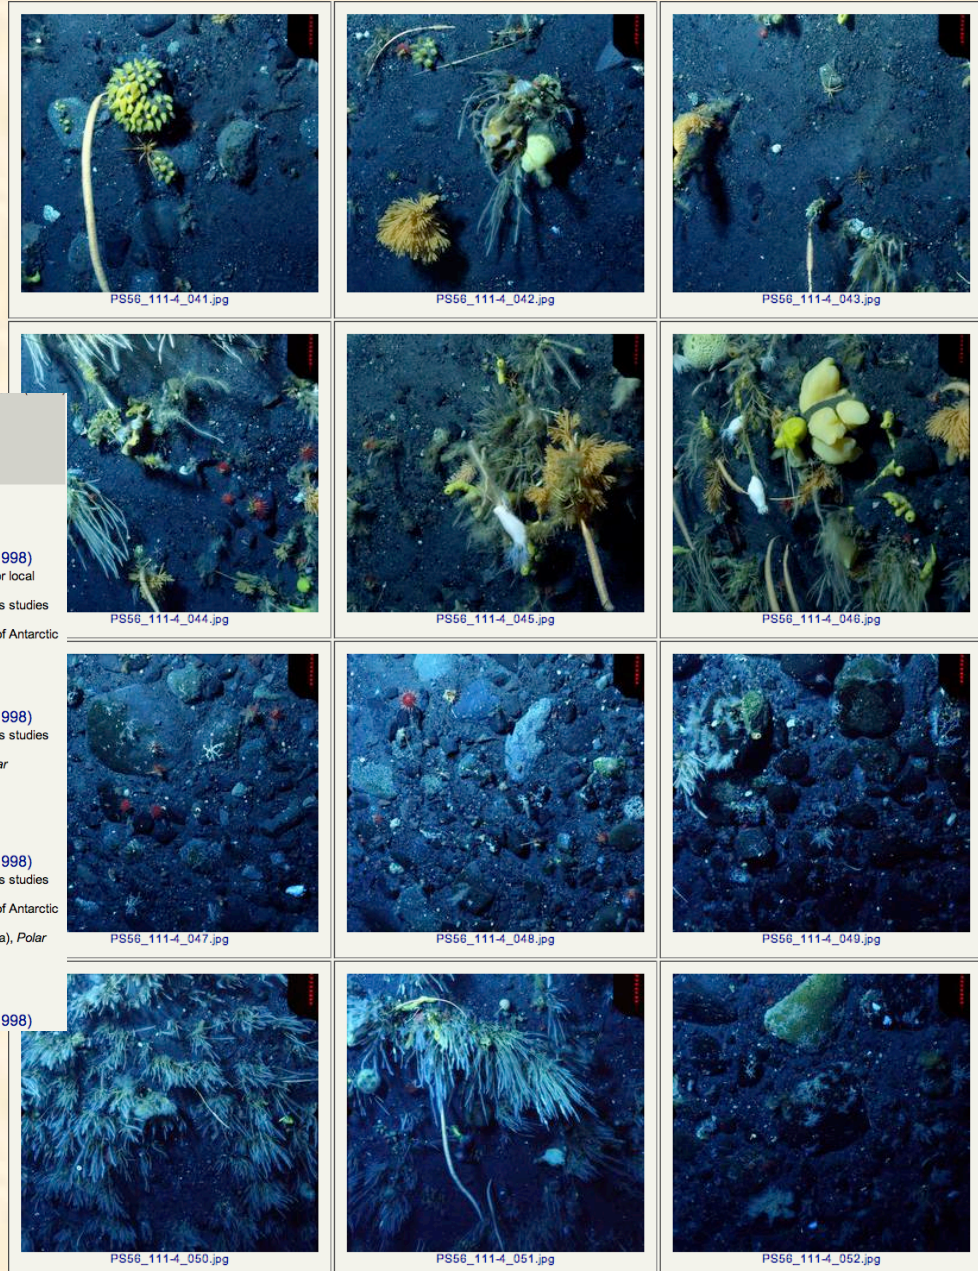 PS56_111-4_041.jpg
PS56_111-4_042.jpg
PS56_111-4_043.jpg
PS56_111-4_044.jpg
PS56_111-4_045.jpg
PS56_111-4_046.jpg
998)
r local
s studies
of Antarctic
998)
s studies
ar
998)
s studies
of Antarctic
a), Polar
998)
PS56_111-4_047.jpg
PS56_111-4_048.jpg
PS56_111-4_049.jpg
PS56_111-4_050.jpg
PS56_111-4_051.jpg
PS56_111-4_052.jpg